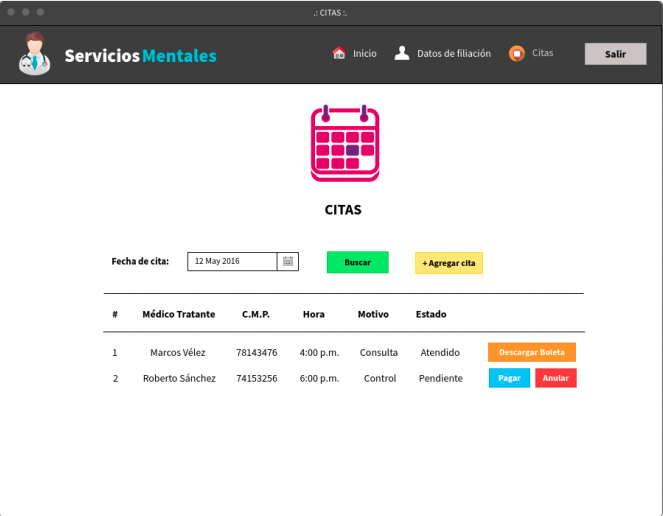 .: CITAS :.
Servicios Mentales Inicio Datos de filiación Citas Salir
CITAS
Fecha de cita: 12 May 2016 Buscar + Agregar cita
# Médico Tratante C.M.P. Hora Motivo Estado
1 Marcos Vélez 78143476 4:00 p.m. Consulta Atendido Descargar Boleta
2 Roberto Sánchez 74153256 6:00 p.m. Control Pendiente Pagar Anular